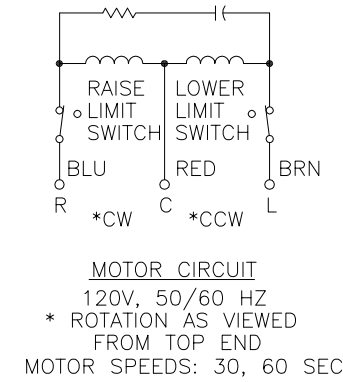 RAISE LOWER
LIMIT LIMIT
SWITCH SWITCH
BLU RED BRN
R C L
*CW *CCW
MOTOR CIRCUIT
120V, 50/60 HZ
* ROTATION AS VIEWED
FROM TOP END
MOTOR SPEEDS: 30, 60 SEC